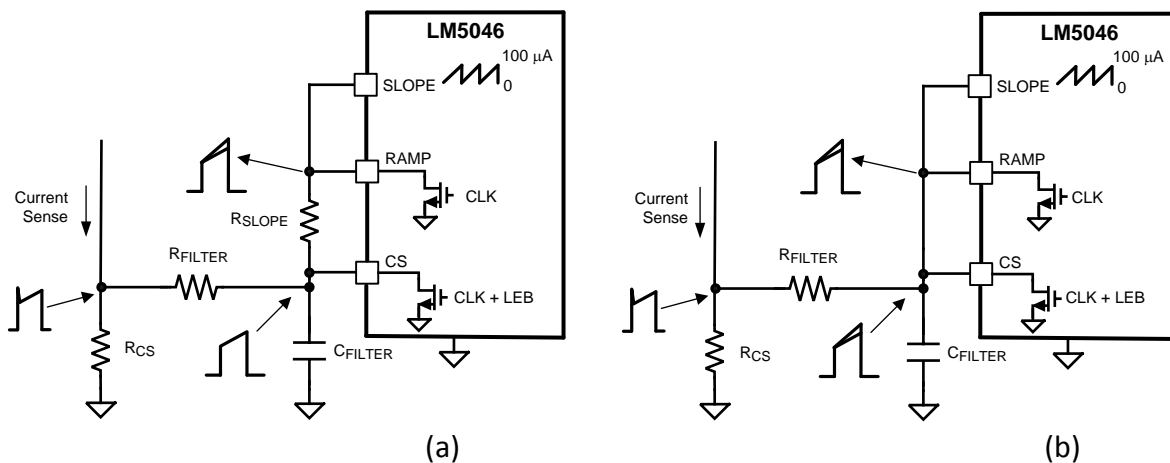 LM5046
100 μA
0
SLOPE
RAMP
CLK
RSLOPE
Current
Sense
RFILTER
CS
CLK + LEB
RCS
CFILTER
(a)
LM5046
100 μA
0
SLOPE
RAMP
CLK
Current
Sense
RFILTER
CS
CLK + LEB
RCS
CFILTER
(b)